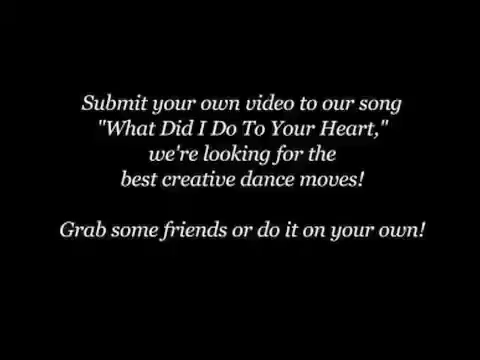 Submit your own video to our song
"What Did I Do To Your Heart,"
we're looking for the
best creative dance moves!
Grab some friends or do it on your own!